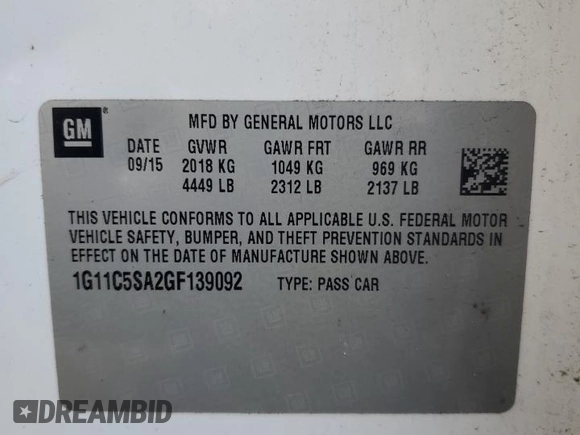 GM
MFD BY GENERAL MOTORS LLC
DATE GVWR GAWR FRT GAWR RR
09/15 2018 KG 1049 KG 969 KG
4449 LB 2312 LB 2137 LB
THIS VEHICLE CONFORMS TO ALL APPLICABLE U.S. FEDERAL MOTOR
VEHICLE SAFETY, BUMPER, AND THEFT PREVENTION STANDARDS IN
EFFECT ON THE DATE OF MANUFACTURE SHOWN ABOVE.
1G11C5SA2GF139092 TYPE: PASS CAR
DREAMBID